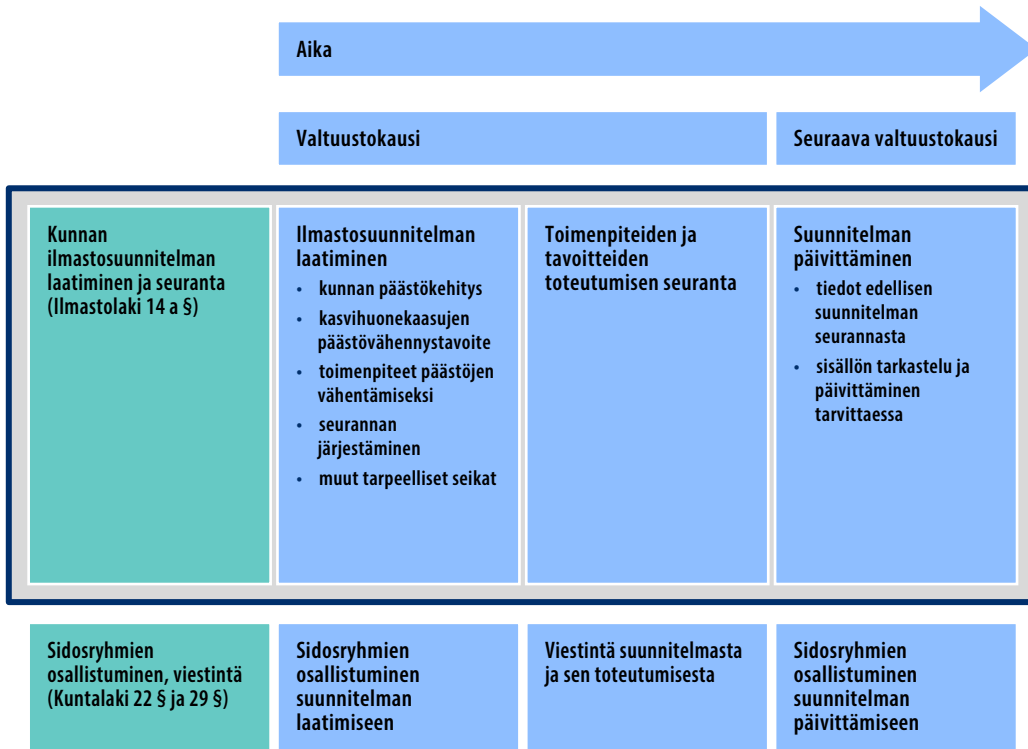 Aika
Valtuustokausi
Seuraava valtuustokausi
Kunnan
ilmastosuunnitelman
laatiminen ja seuranta
(Ilmastolaki 14 a §)
Ilmastosuunnitelman
laatiminen
• kunnan päästökehitys
• kasvihuonekaasujen
päästövähennystavoite
• toimenpiteet päästöjen
vähentämiseksi
• seurannan
järjestäminen
• muut tarpeelliset seikat
Toimenpiteiden ja
tavoitteiden
toteutumisen seuranta
Suunnitelman
päivittäminen
• tiedot edellisen
suunnitelman
seurannasta
• sisällön tarkastelu ja
päivittäminen
tarvittaessa
Sidosryhmien
osallistuminen, viestintä
(Kuntalaki 22 § ja 29 §)
Sidosryhmien
osallistuminen
suunnitelman
laatimiseen
Viestintä suunnitelmasta
ja sen toteutumisesta
Sidosryhmien
osallistuminen
suunnitelman
päivittämiseen